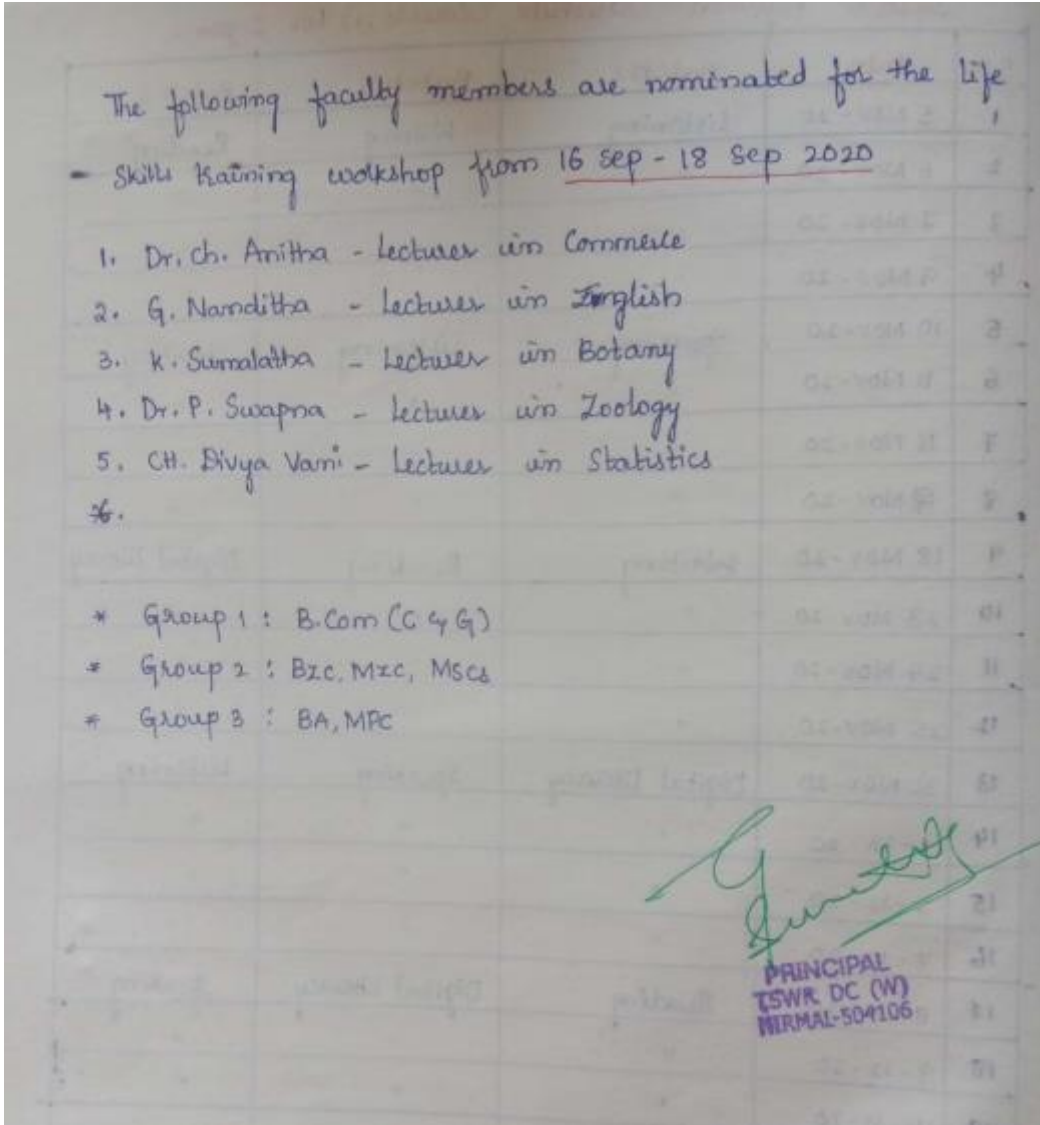 The following faculty members are nominated for the Life
- Skills training workshop from 16 Sep - 18 Sep 2020
1. Dr. Ch. Anitha - Lecturer in Commerce
2. G. Nanditha - Lecturer in English
3. K. Sumalatha - Lecturer in Botany
4. Dr. P. Swapna - Lecturer in Zoology
5. CH. Divya Vani - Lecturer in Statistics
6.
* Group 1 : B.Com (C & G)
* Group 2 : BZC, MZC, MSCs
* Group 3 : BA, MPC
PRINCIPAL
TSWR DC (W)
NIRMAL-504106